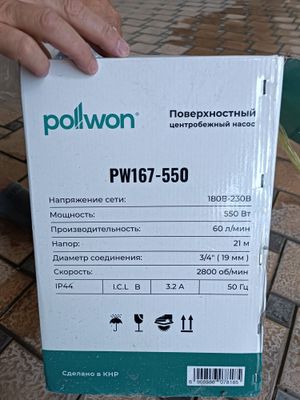 pollwon
Поверхностный
центробежный насос
PW167-550
Напряжение сети: 180В-230В
Мощность: 550 Вт
Производительность: 60 л/мин
Напор: 21 м
Диаметр соединения: 3/4" ( 19 мм )
Скорость: 2800 об/мин
IP44 I.C.L B 3.2 A 50 Гц
Сделано в КНР